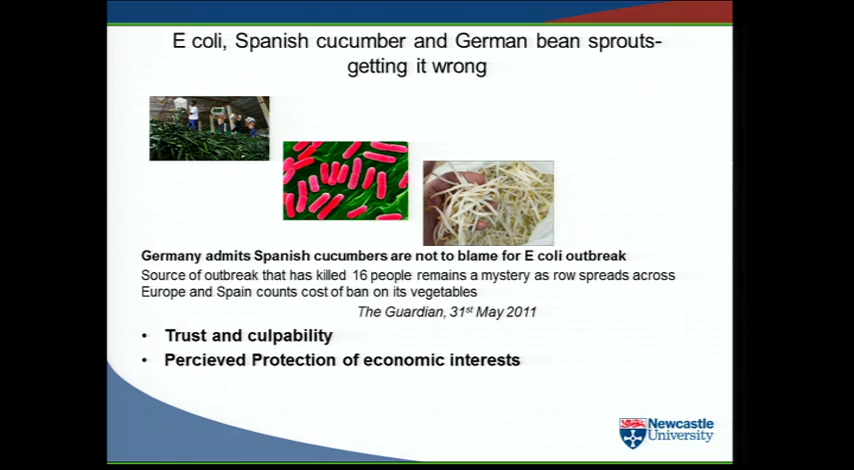 E coli, Spanish cucumber and German bean sprouts-
getting it wrong
Germany admits Spanish cucumbers are not to blame for E coli outbreak
Source of outbreak that has killed 16 people remains a mystery as row spreads across
Europe and Spain counts cost of ban on its vegetables
The Guardian, 31st May 2011
• Trust and culpability
• Percieved Protection of economic interests
Newcastle
University